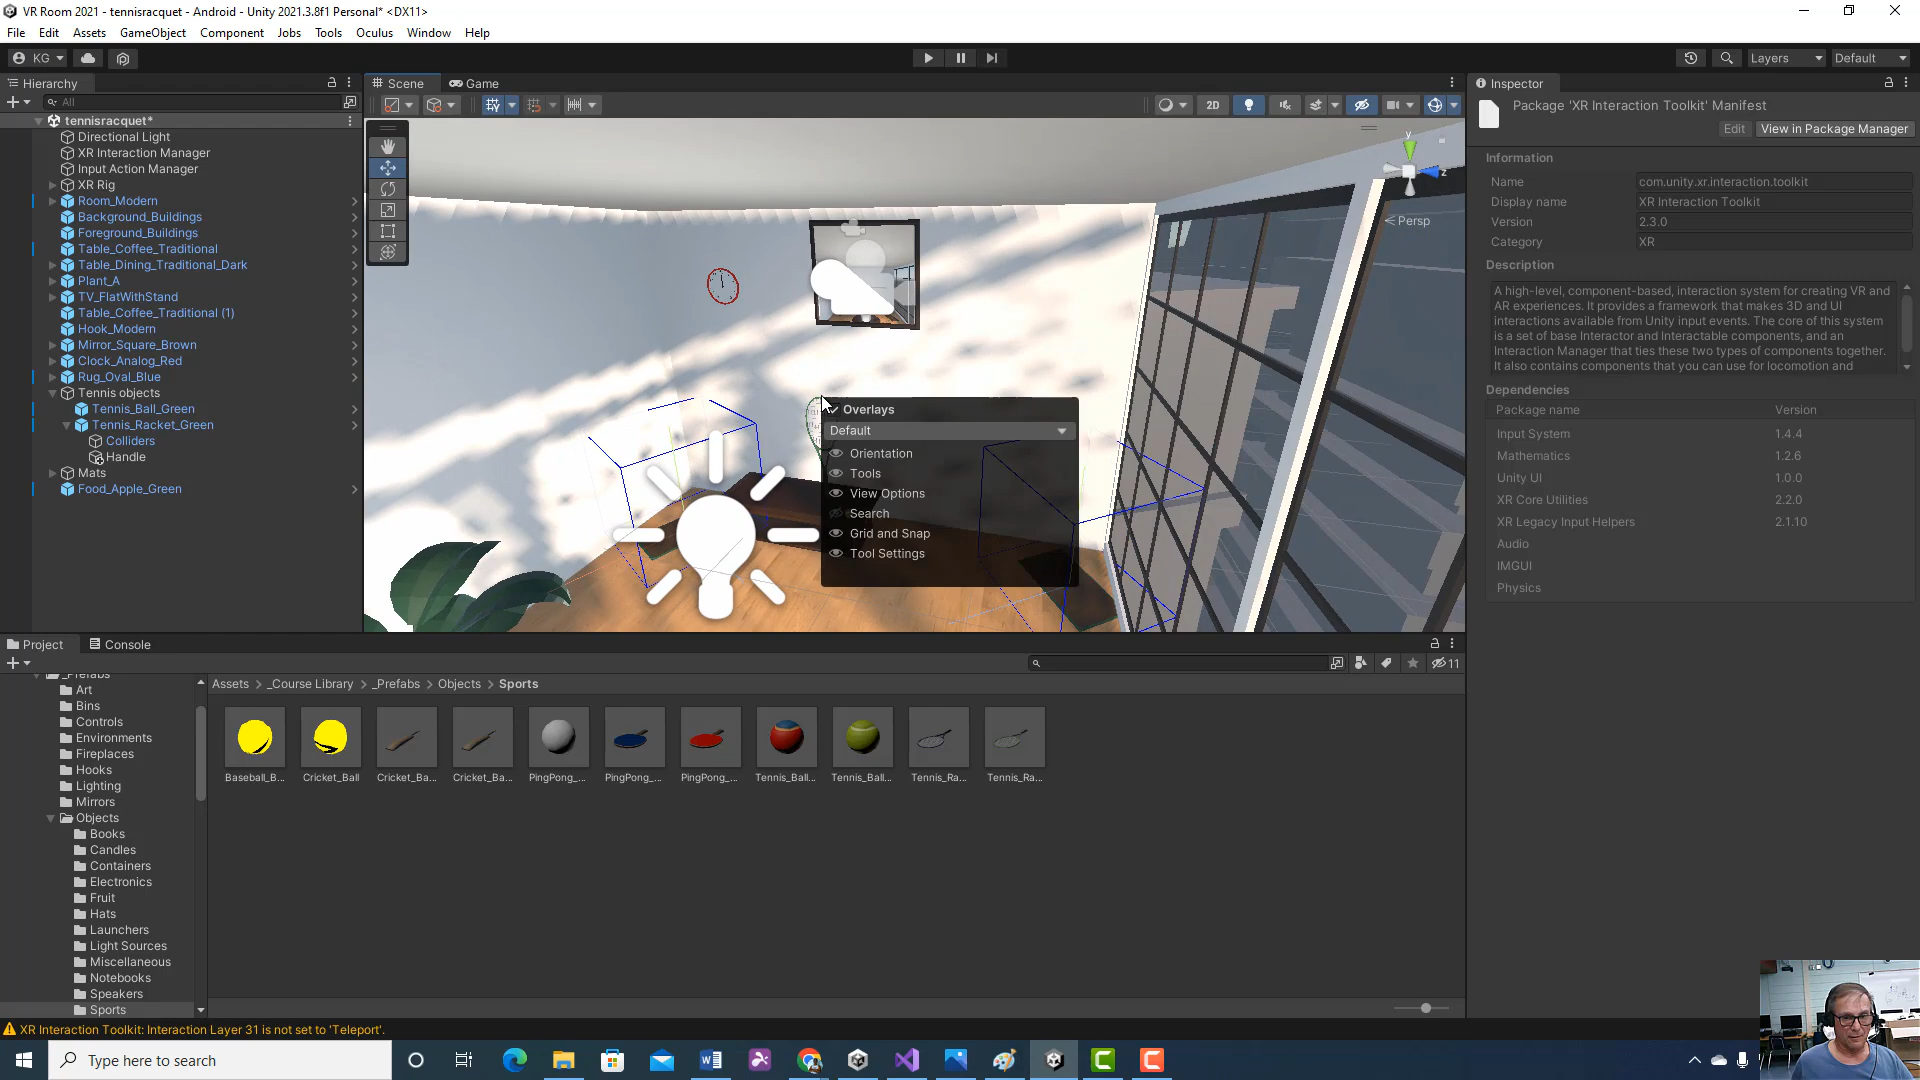 VR Room 2021 - tennisracquet - Android - Unity 2021.3.8f1 Personal* <DX11>
File Edit Assets GameObject Component Jobs Tools Oculus Window Help
KG Layers Default
Hierarchy Scene Game Inspector
All
Package 'XR Interaction Toolkit' Manifest
Edit View in Package Manager
tennisracquet*
Directional Light
XR Interaction Manager
Input Action Manager
XR Rig
Room_Modern
Background_Buildings
Foreground_Buildings
Table_Coffee_Traditional
Table_Dining_Traditional_Dark
Plant_A
TV_FlatWithStand
Table_Coffee_Traditional (1)
Hook_Modern
Mirror_Square_Brown
Clock_Analog_Red
Rug_Oval_Blue
Tennis objects
Tennis_Ball_Green
Tennis_Racket_Green
Colliders
Handle
Mats
Food_Apple_Green
2D
y
z
Persp
Overlays
Default
Orientation
Tools
View Options
Search
Grid and Snap
Tool Settings
Information
Name com.unity.xr.interaction.toolkit
Display name XR Interaction Toolkit
Version 2.3.0
Category XR
Description
A high-level, component-based, interaction system for creating VR and
AR experiences. It provides a framework that makes 3D and UI
interactions available from Unity input events. The core of this system
is a set of base Interactor and Interactable components, and an
Interaction Manager that ties these two types of components together.
It also contains components that you can use for locomotion and
Dependencies
Package name Version
Input System 1.4.4
Mathematics 1.2.6
Unity UI 1.0.0
XR Core Utilities 2.2.0
XR Legacy Input Helpers 2.1.10
Audio
IMGUI
Physics
Project Console
11
_Prefabs
Art
Bins
Controls
Environments
Fireplaces
Hooks
Lighting
Mirrors
Objects
Books
Candles
Containers
Electronics
Fruit
Hats
Launchers
Light Sources
Miscellaneous
Notebooks
Speakers
Sports
Assets > _Course Library > _Prefabs > Objects > Sports
Baseball_B... Cricket_Ball Cricket_Ba... Cricket_Ba... PingPong_... PingPong_... PingPong_... Tennis_Ball... Tennis_Ball... Tennis_Ra... Tennis_Ra...
XR Interaction Toolkit: Interaction Layer 31 is not set to 'Teleport'.
Type here to search